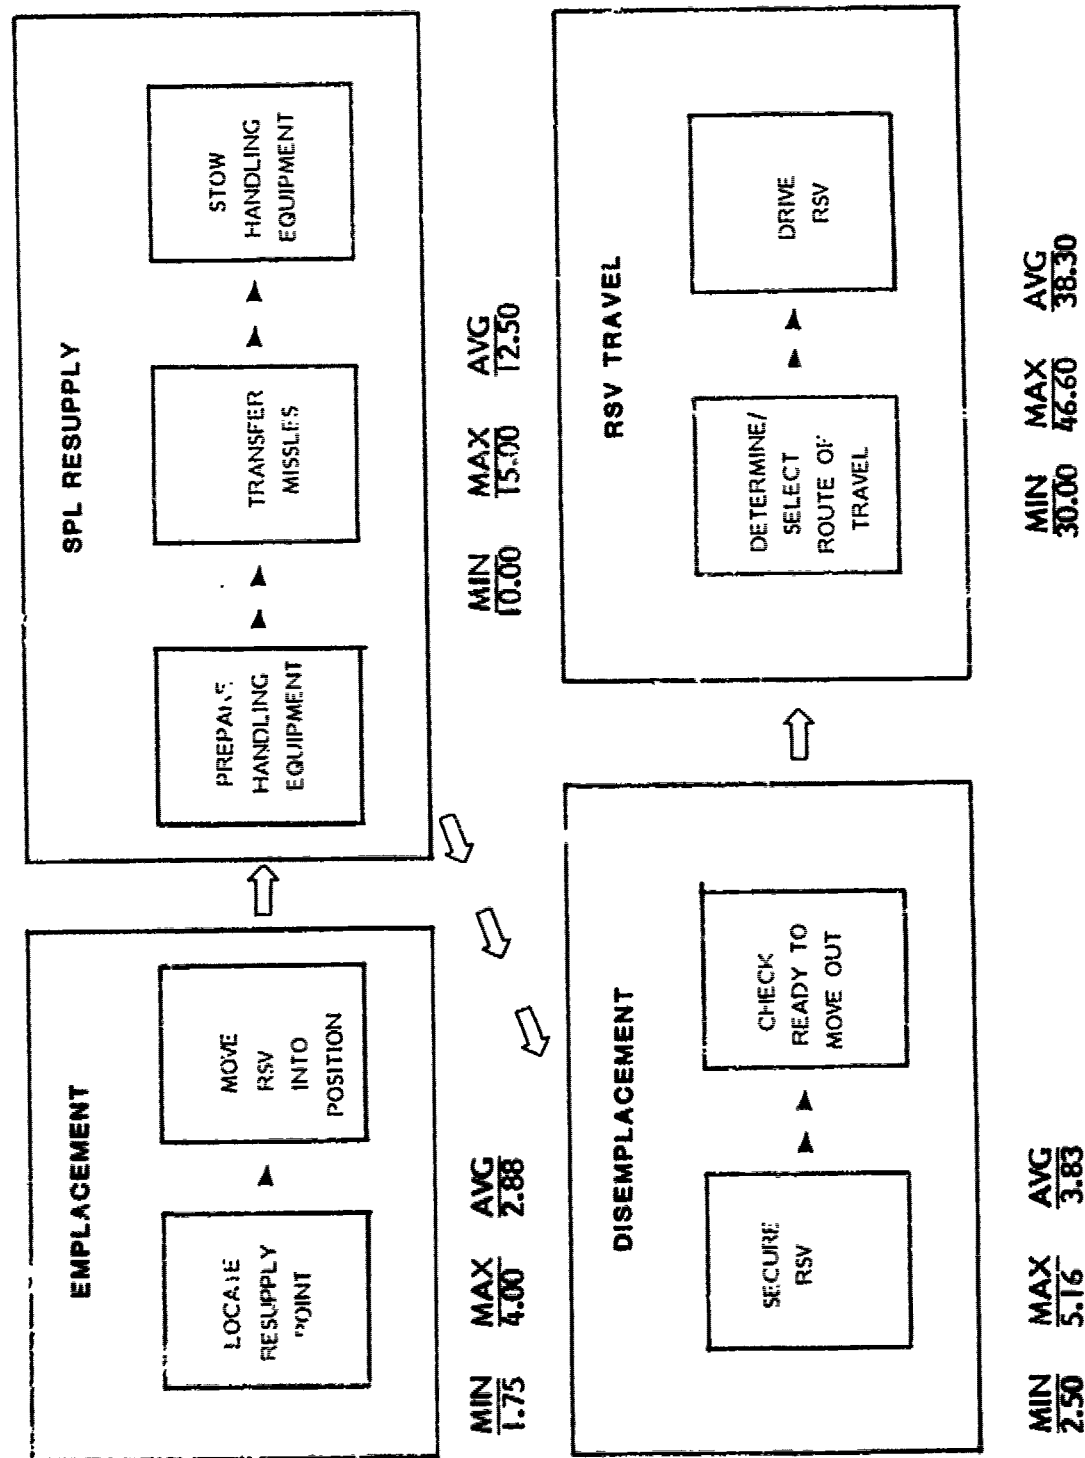 EMPLACEMENT
LOCATE
RESUPPLY
POINT
MOVE
RSV
INTO
POSITION
MIN MAX AVG
1.75 4.00 2.88
SPL RESUPPLY
PREPARE
HANDLING
EQUIPMENT
TRANSFER
MISSLES
STOW
HANDLING
EQUIPMENT
MIN MAX AVG
10.00 15.00 12.50
DISEMPLACEMENT
SECURE
RSV
CHECK
READY TO
MOVE OUT
MIN MAX AVG
2.50 5.16 3.83
RSV TRAVEL
DETERMINE/
SELECT
ROUTE OF
TRAVEL
DRIVE
RSV
MIN MAX AVG
30.00 46.60 38.30